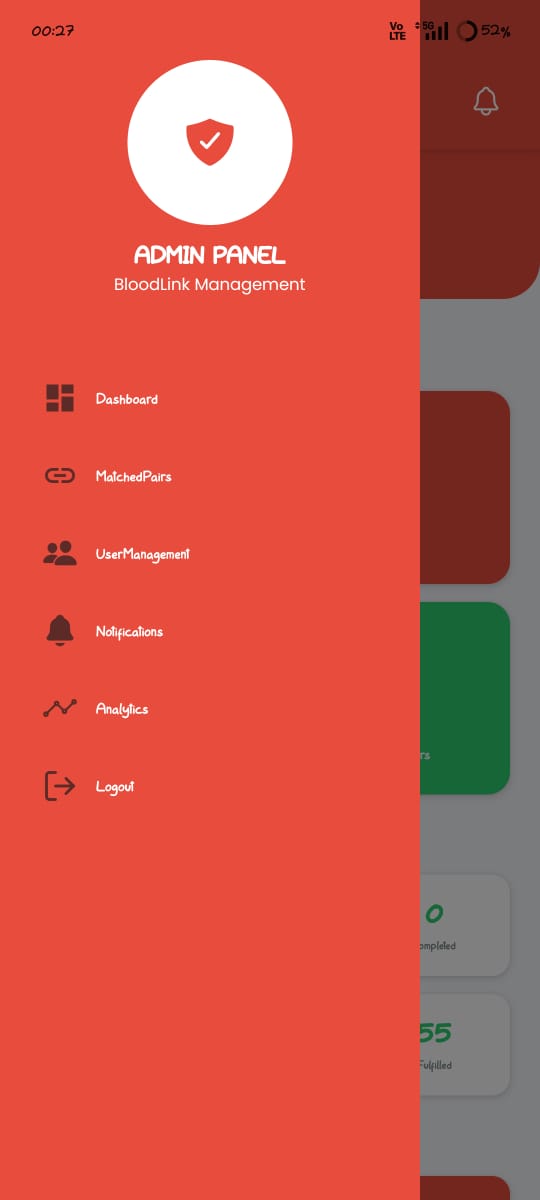 00:27
Vo LTE 5G 52%
ADMIN PANEL
BloodLink Management
Dashboard
MatchedPairs
UserManagement
Notifications
Analytics
Logout
rs
0
ompleted
55
Fulfilled